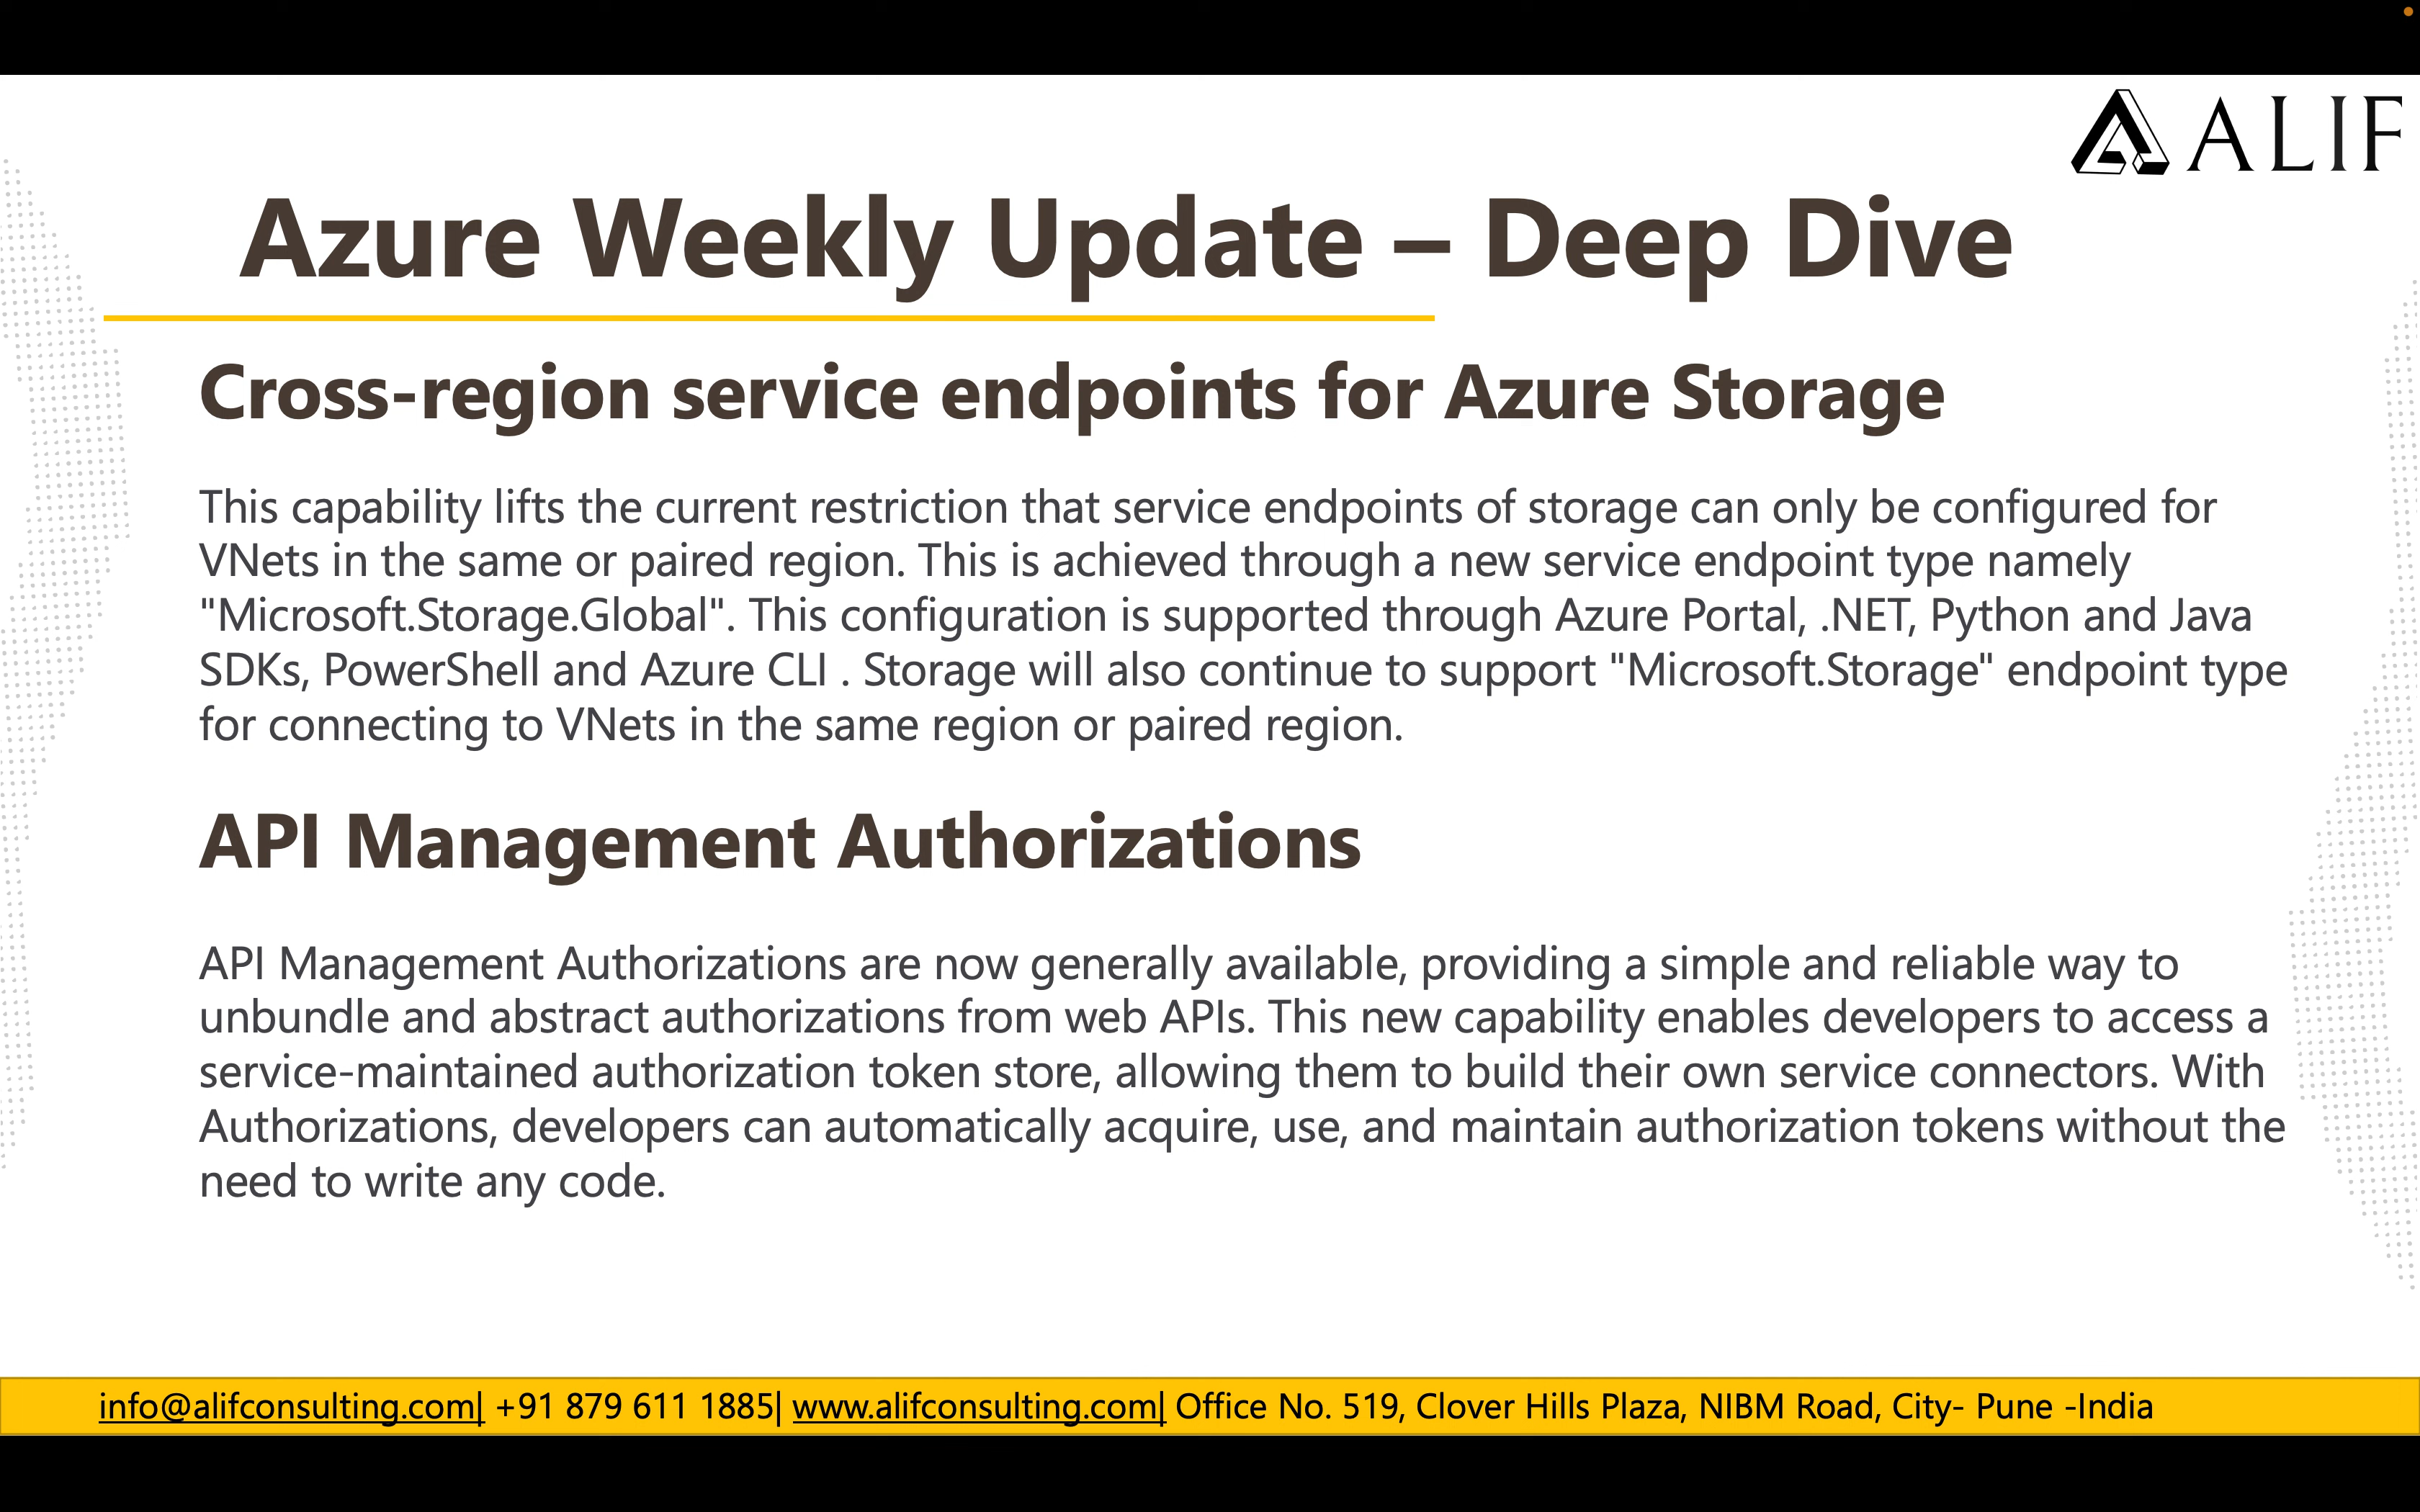 ALIF
Azure Weekly Update – Deep Dive
Cross-region service endpoints for Azure Storage
This capability lifts the current restriction that service endpoints of storage can only be configured for
VNets in the same or paired region. This is achieved through a new service endpoint type namely
"Microsoft.Storage.Global". This configuration is supported through Azure Portal, .NET, Python and Java
SDKs, PowerShell and Azure CLI . Storage will also continue to support "Microsoft.Storage" endpoint type
for connecting to VNets in the same region or paired region.
API Management Authorizations
API Management Authorizations are now generally available, providing a simple and reliable way to
unbundle and abstract authorizations from web APIs. This new capability enables developers to access a
service-maintained authorization token store, allowing them to build their own service connectors. With
Authorizations, developers can automatically acquire, use, and maintain authorization tokens without the
need to write any code.
info@alifconsulting.com| +91 879 611 1885| www.alifconsulting.com| Office No. 519, Clover Hills Plaza, NIBM Road, City- Pune -India